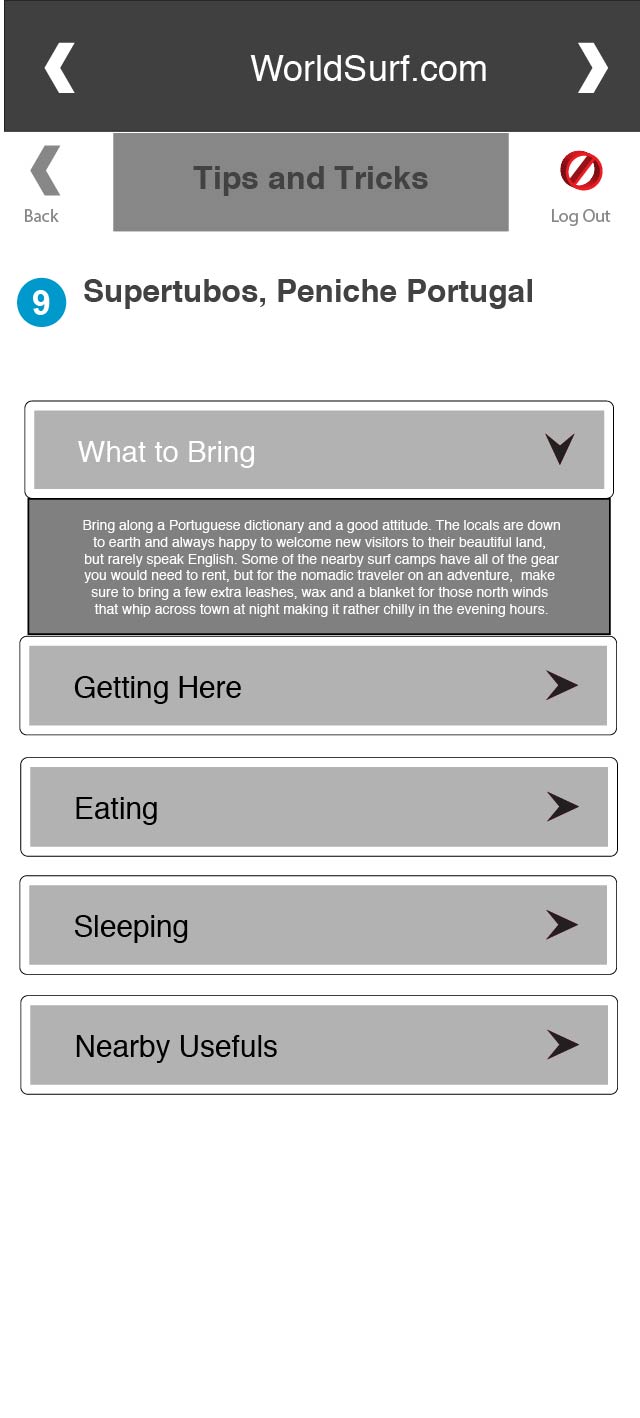 WorldSurf.com
Back
Tips and Tricks
Log Out
9
Supertubos, Peniche Portugal
What to Bring
Bring along a Portuguese dictionary and a good attitude. The locals are down
to earth and always happy to welcome new visitors to their beautiful land,
but rarely speak English. Some of the nearby surf camps have all of the gear
you would need to rent, but for the nomadic traveler on an adventure,  make
sure to bring a few extra leashes, wax and a blanket for those north winds
that whip across town at night making it rather chilly in the evening hours.
Getting Here
Eating
Sleeping
Nearby Usefuls